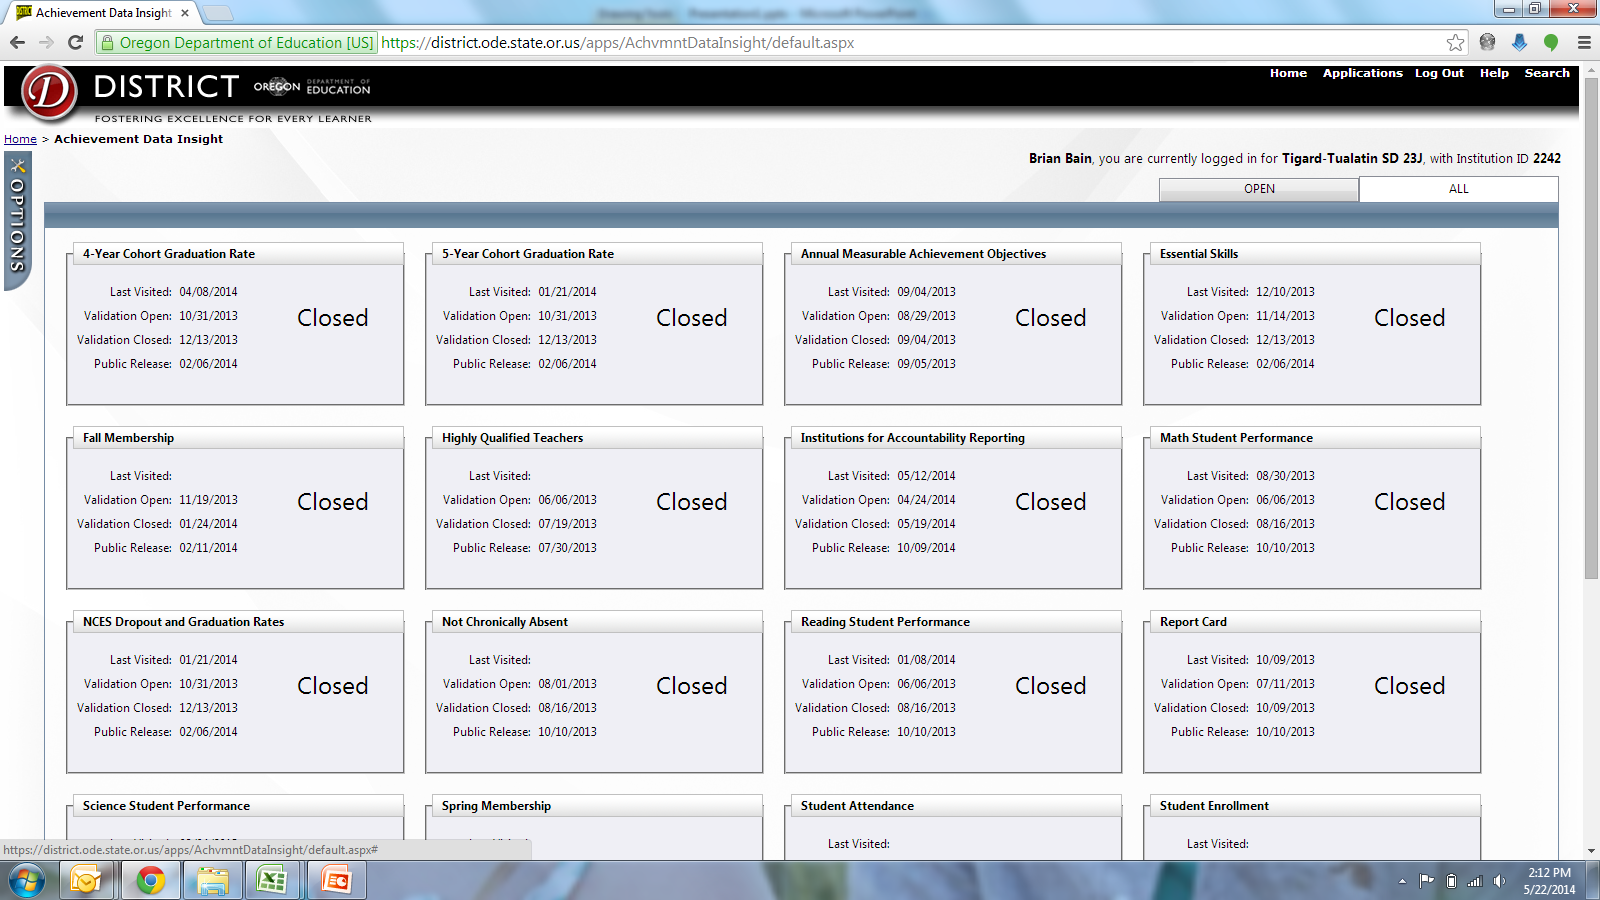 Achievement Data Insight
Oregon Department of Education [US] https://district.ode.state.or.us/apps/AchvmntDataInsight/default.aspx
Home Applications Log Out Help Search
D DISTRICT OREGON DEPARTMENT OF EDUCATION
FOSTERING EXCELLENCE FOR EVERY LEARNER
Home > Achievement Data Insight
Brian Bain, you are currently logged in for Tigard-Tualatin SD 23J, with Institution ID 2242
OPTIONS
OPEN ALL
4-Year Cohort Graduation Rate
Last Visited: 04/08/2014
Validation Open: 10/31/2013
Closed
Validation Closed: 12/13/2013
Public Release: 02/06/2014
5-Year Cohort Graduation Rate
Last Visited: 01/21/2014
Validation Open: 10/31/2013
Closed
Validation Closed: 12/13/2013
Public Release: 02/06/2014
Annual Measurable Achievement Objectives
Last Visited: 09/04/2013
Validation Open: 08/29/2013
Closed
Validation Closed: 09/04/2013
Public Release: 09/05/2013
Essential Skills
Last Visited: 12/10/2013
Validation Open: 11/14/2013
Closed
Validation Closed: 12/13/2013
Public Release: 02/06/2014
Fall Membership
Last Visited:
Validation Open: 11/19/2013
Closed
Validation Closed: 01/24/2014
Public Release: 02/11/2014
Highly Qualified Teachers
Last Visited:
Validation Open: 06/06/2013
Closed
Validation Closed: 07/19/2013
Public Release: 07/30/2013
Institutions for Accountability Reporting
Last Visited: 05/12/2014
Validation Open: 04/24/2014
Closed
Validation Closed: 05/19/2014
Public Release: 10/09/2014
Math Student Performance
Last Visited: 08/30/2013
Validation Open: 06/06/2013
Closed
Validation Closed: 08/16/2013
Public Release: 10/10/2013
NCES Dropout and Graduation Rates
Last Visited: 01/21/2014
Validation Open: 10/31/2013
Closed
Validation Closed: 12/13/2013
Public Release: 02/06/2014
Not Chronically Absent
Last Visited:
Validation Open: 08/01/2013
Closed
Validation Closed: 08/16/2013
Public Release: 10/10/2013
Reading Student Performance
Last Visited: 01/08/2014
Validation Open: 06/06/2013
Closed
Validation Closed: 08/16/2013
Public Release: 10/10/2013
Report Card
Last Visited: 10/09/2013
Validation Open: 07/11/2013
Closed
Validation Closed: 10/09/2013
Public Release: 10/10/2013
Science Student Performance
Spring Membership
Student Attendance
Last Visited:
Student Enrollment
Last Visited:
https://district.ode.state.or.us/apps/AchvmntDataInsight/default.aspx#
2:12 PM
5/22/2014